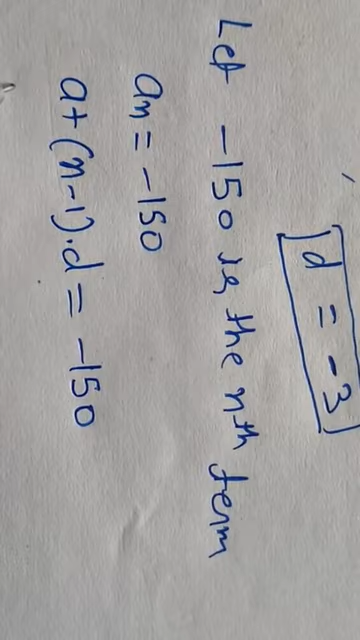 d = -3
Let -150 is the nth term
an = -150
a+(n-1).d = -150